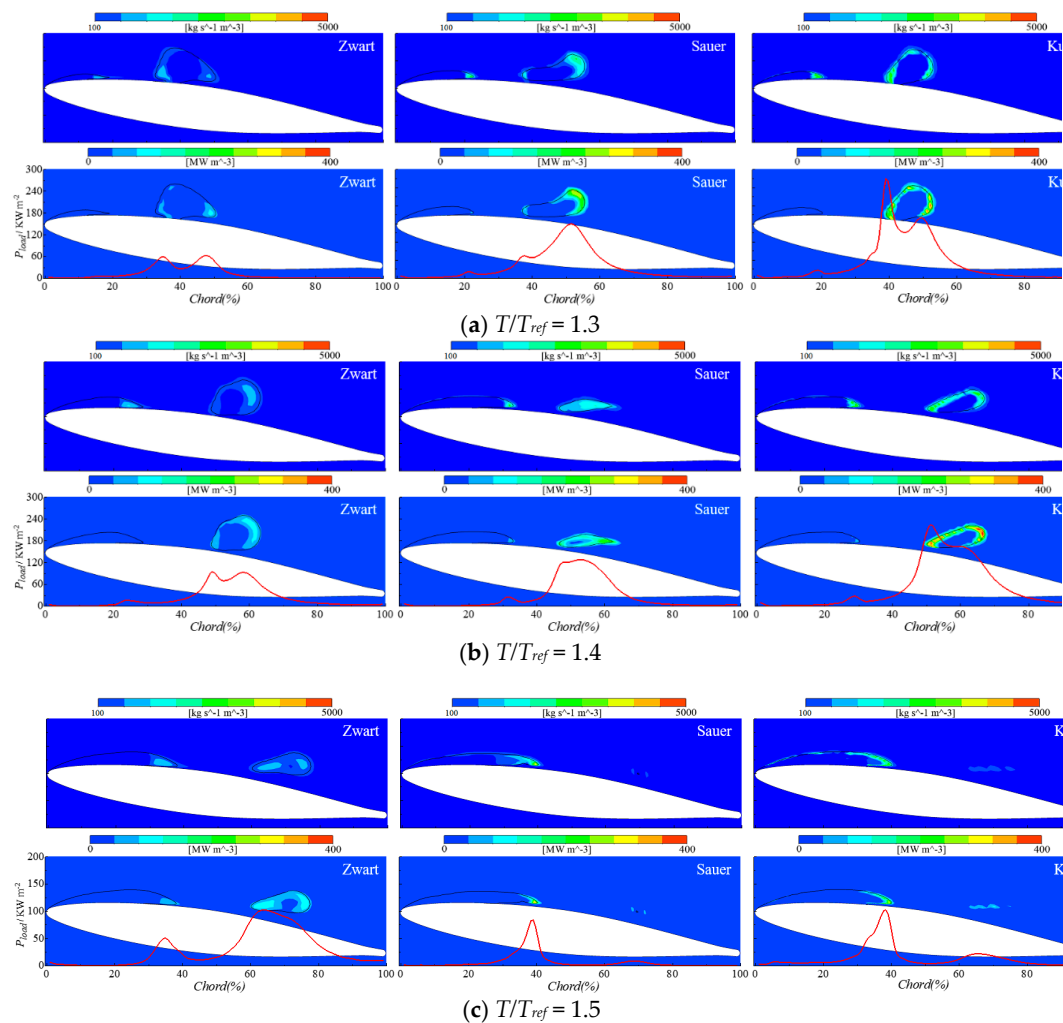 100 [kg s^-1 m^-3] 5000 100 [kg s^-1 m^-3] 5000 100 [kg s^-1 m^-3] 5000
Zwart Sauer Ku
0 [MW m^-3] 400 0 [MW m^-3] 400 0 [MW m^-3] 400
Zwart Sauer Ku
300
240
180
120
60
0
P_load / KW m^-2
0 20 40 60 80 100 0 20 40 60 80 100 0 20 40 60 80
Chord(%) Chord(%) Chord(%)
(a) T/Tref = 1.3
100 [kg s^-1 m^-3] 5000 100 [kg s^-1 m^-3] 5000 100 [kg s^-1 m^-3] 5000
Zwart Sauer K
0 [MW m^-3] 400 0 [MW m^-3] 400 0 [MW m^-3] 400
Zwart Sauer K
300
240
180
120
60
0
P_load / KW m^-2
0 20 40 60 80 100 0 20 40 60 80 100 0 20 40 60 80
Chord(%) Chord(%) Chord(%)
(b) T/Tref = 1.4
100 [kg s^-1 m^-3] 5000 100 [kg s^-1 m^-3] 5000 100 [kg s^-1 m^-3] 5000
Zwart Sauer K
0 [MW m^-3] 400 0 [MW m^-3] 400 0 [MW m^-3] 400
Zwart Sauer K
200
150
100
50
0
P_load / KW m^-2
0 20 40 60 80 100 0 20 40 60 80 100 0 20 40 60 80
Chord(%) Chord(%) Chord(%)
(c) T/Tref = 1.5